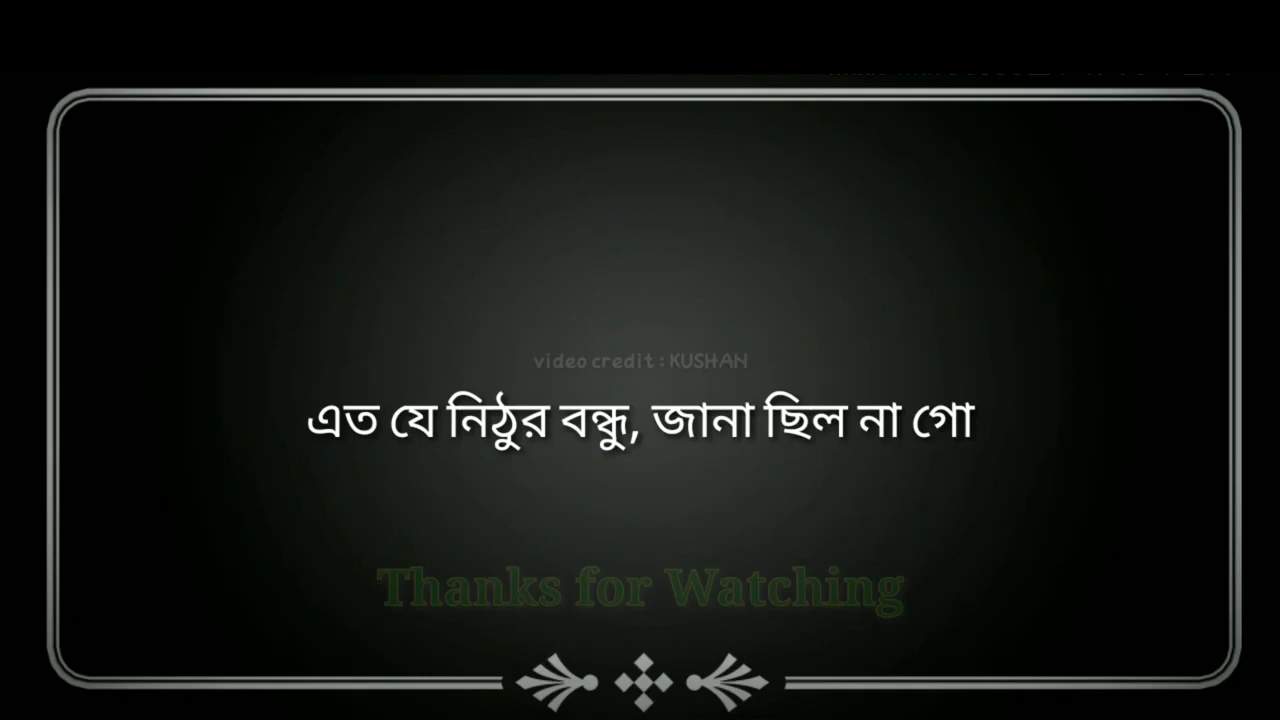 video credit : KUSHAN
এত যে নিঠুর বন্ধু, জানা ছিল না গো
Thanks for Watching